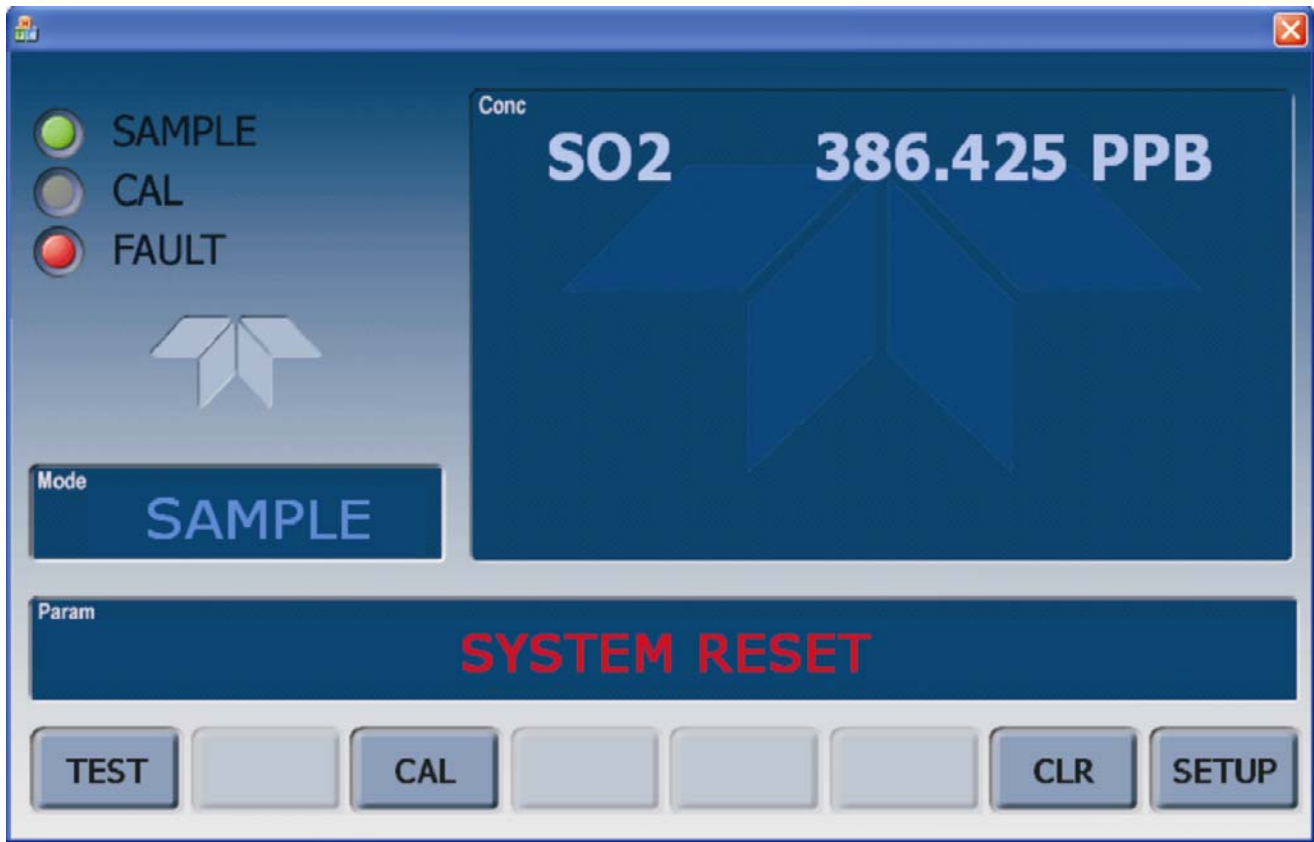 SAMPLE
CAL
FAULT
Conc
SO2 386.425 PPB
Mode
SAMPLE
Param
SYSTEM RESET
TEST CAL CLR SETUP